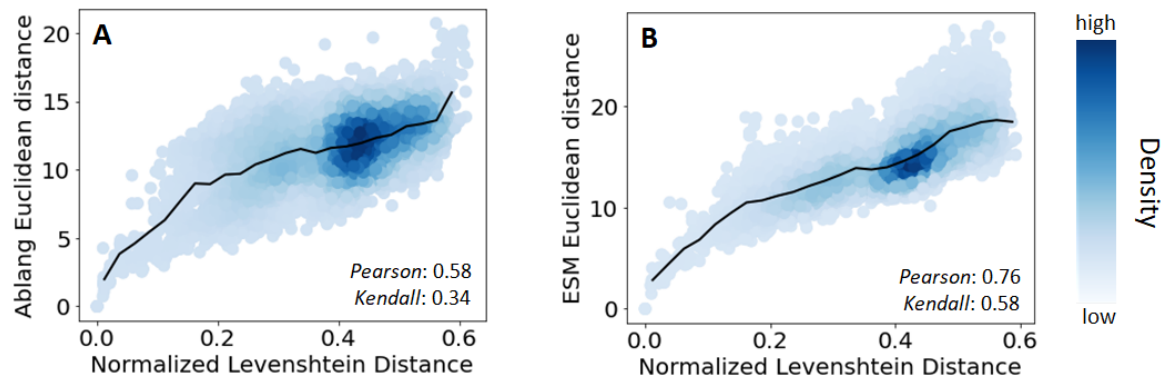 A
Ablang Euclidean distance
20
15
10
5
0
0.0
0.2
0.4
0.6
Normalized Levenshtein Distance
Pearson: 0.58
Kendall: 0.34
B
ESM Euclidean distance
20
10
0
0.0
0.2
0.4
0.6
Normalized Levenshtein Distance
Pearson: 0.76
Kendall: 0.58
high
Density
low